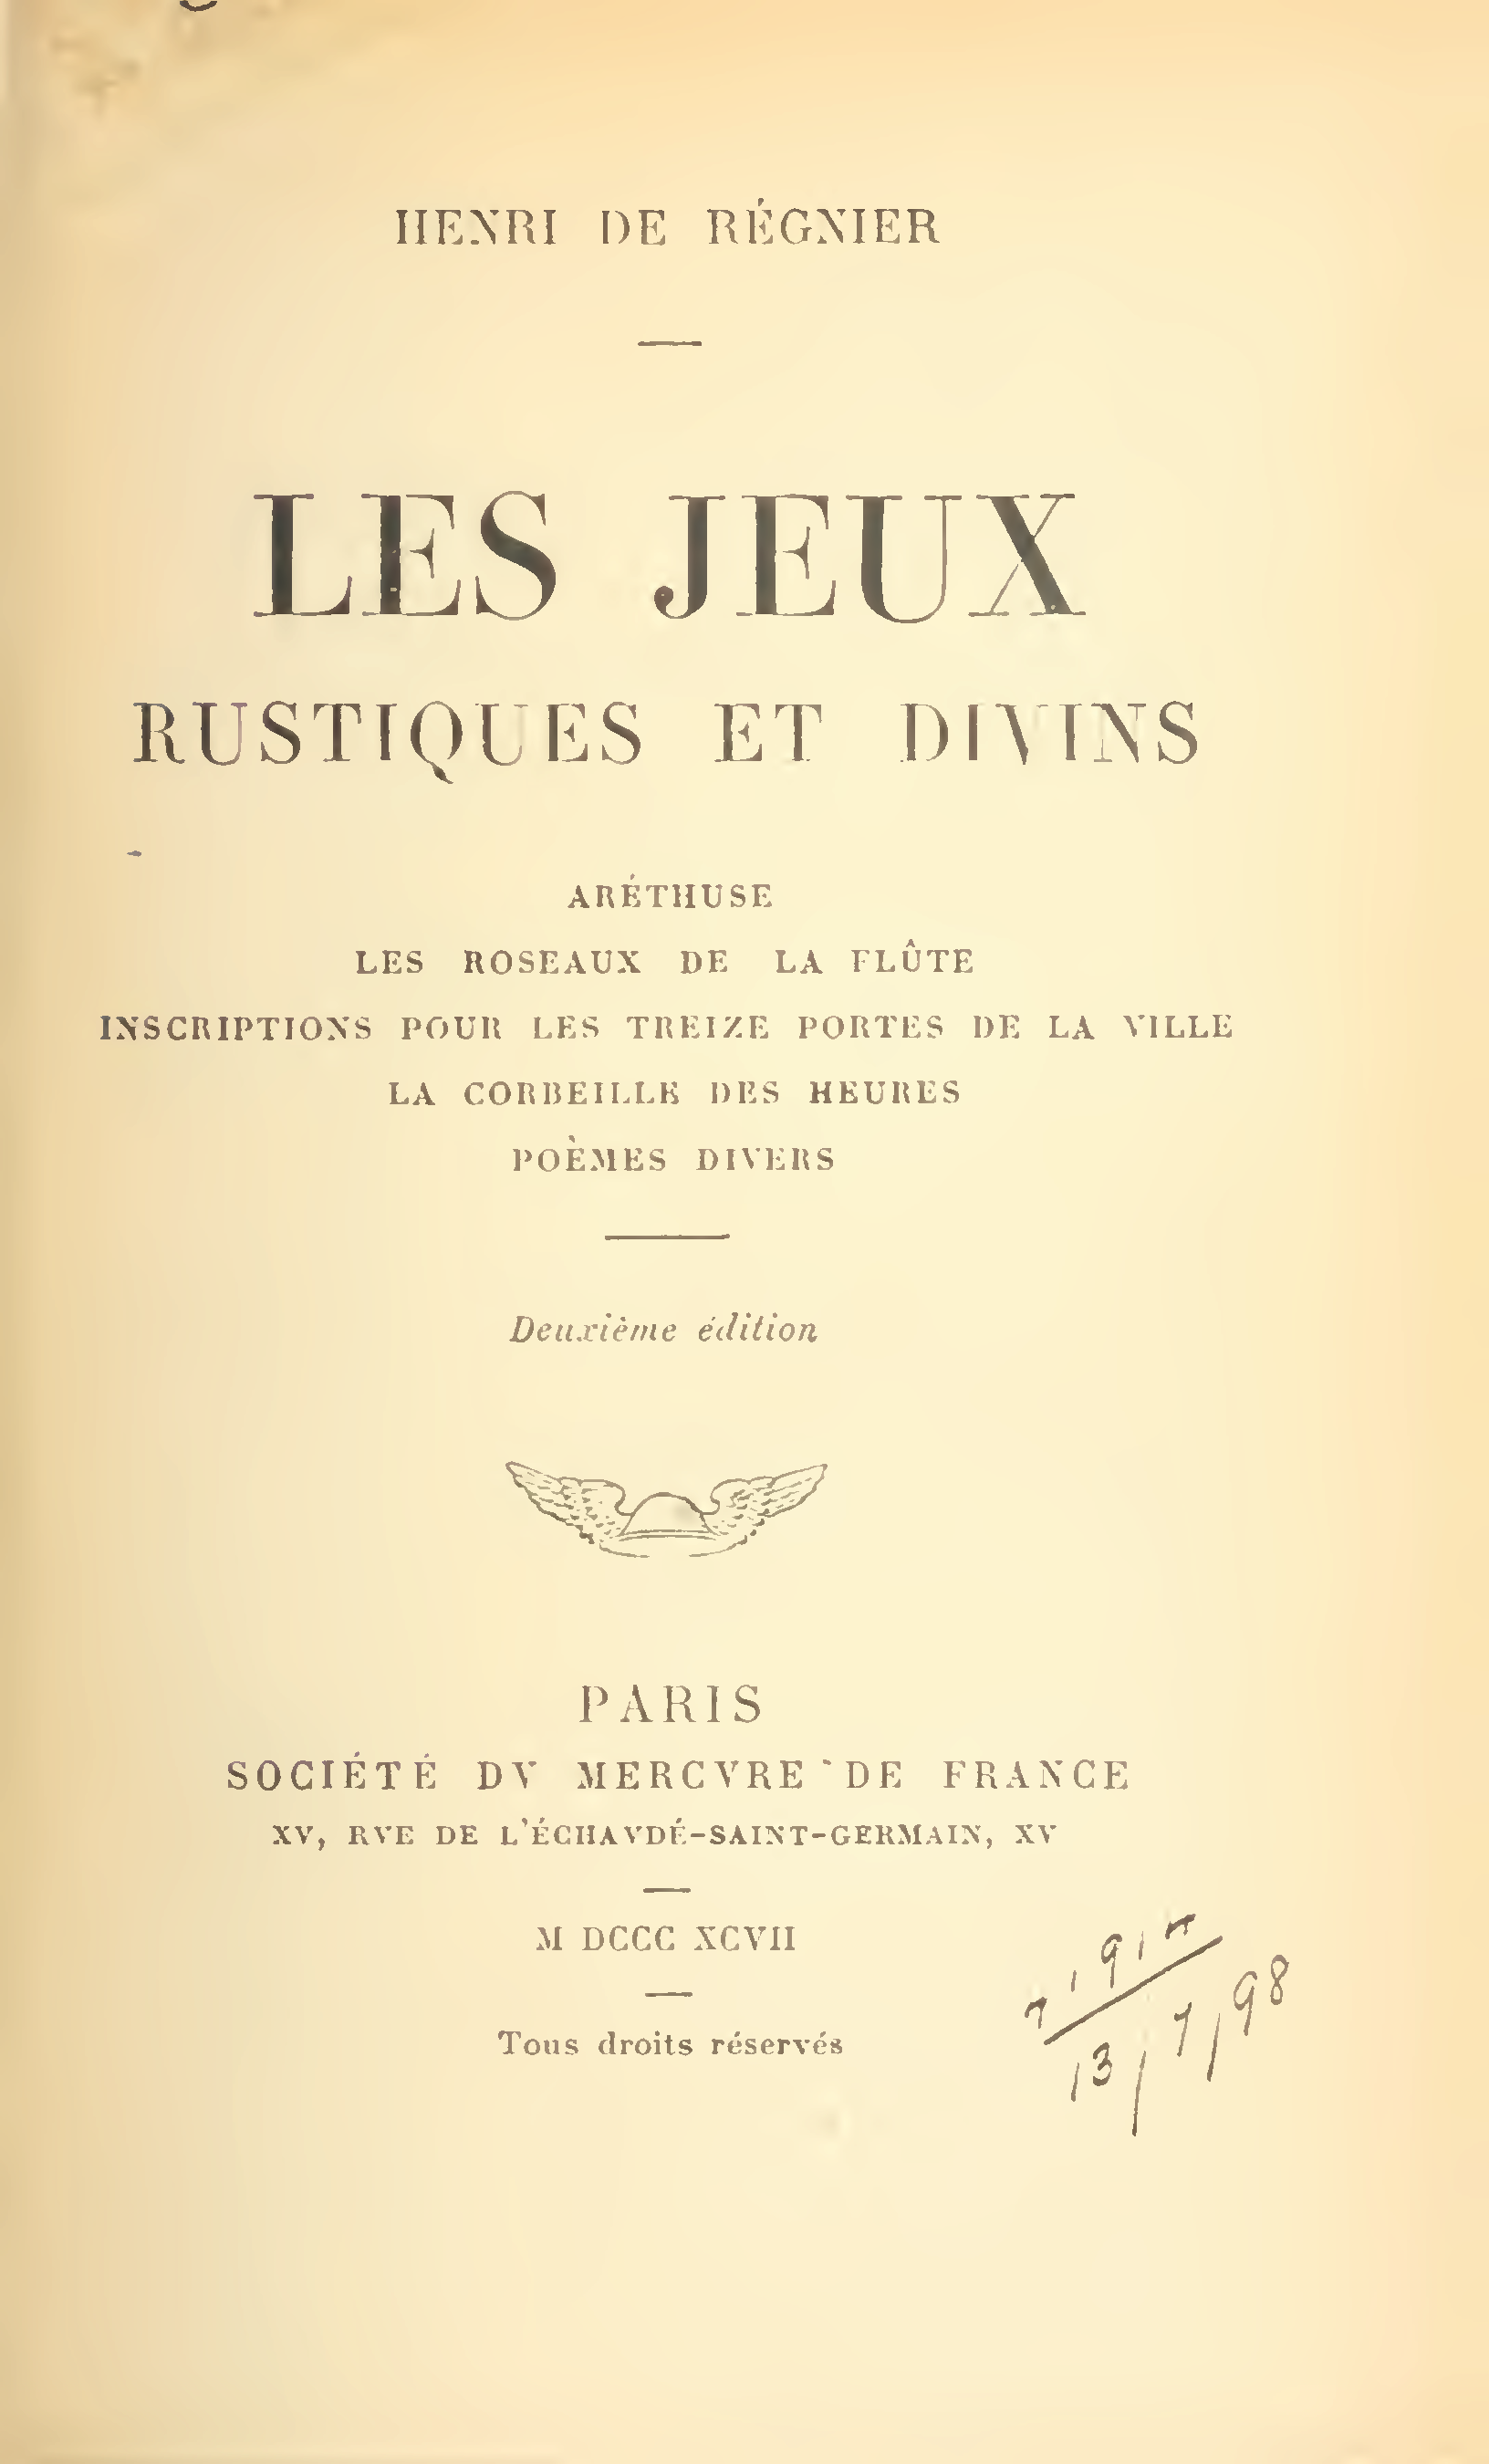 HENRI DE RÉGNIER
LES JEUX
RUSTIQUES ET DIVINS
ARÉTHUSE
LES ROSEAUX DE LA FLÛTE
INSCRIPTIONS POUR LES TREIZE PORTES DE LA VILLE
LA CORBEILLE DES HEURES
POÈMES DIVERS
Deuxième édition
PARIS
SOCIÉTÉ DV MERCVRE DE FRANCE
XV, RVE DE L'ÉCHAVDÉ-SAINT-GERMAIN, XV
M DCCC XCVII
Tous droits réservés
13/7/98